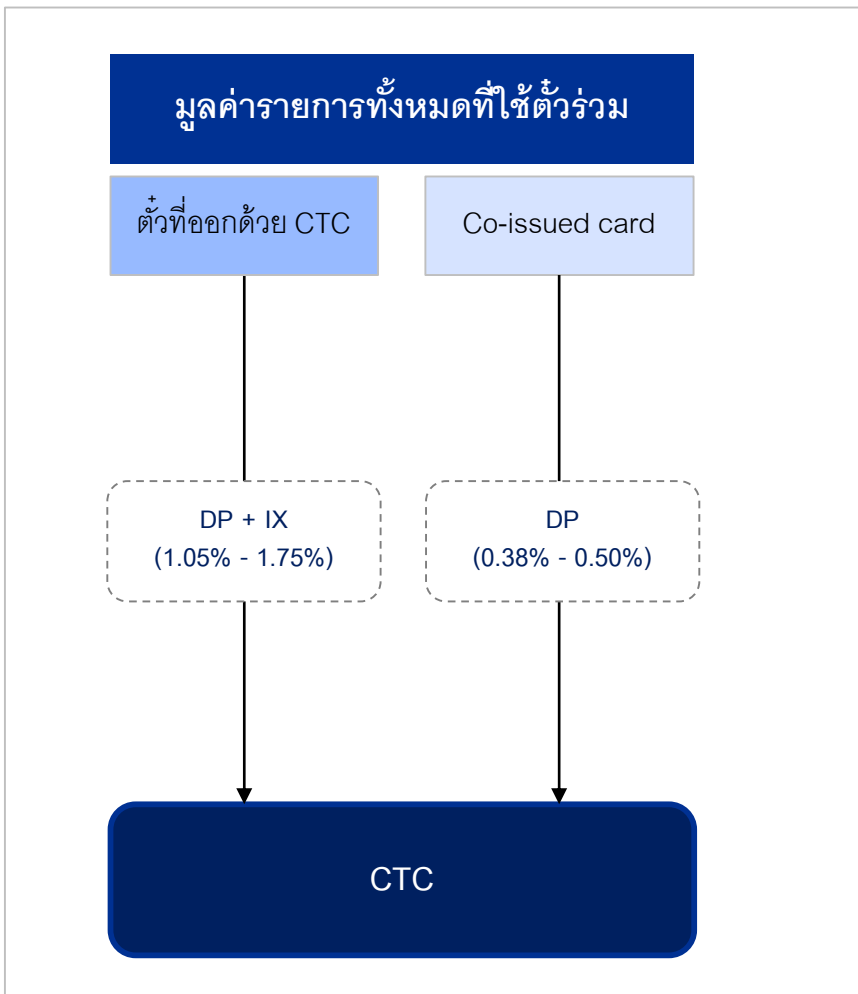 มูลค่ารายการทั้งหมดที่ใช้ตั๋วร่วม
ตั๋วที่ออกด้วย CTC
Co-issued card
DP + IX
(1.05% - 1.75%)
DP
(0.38% - 0.50%)
CTC